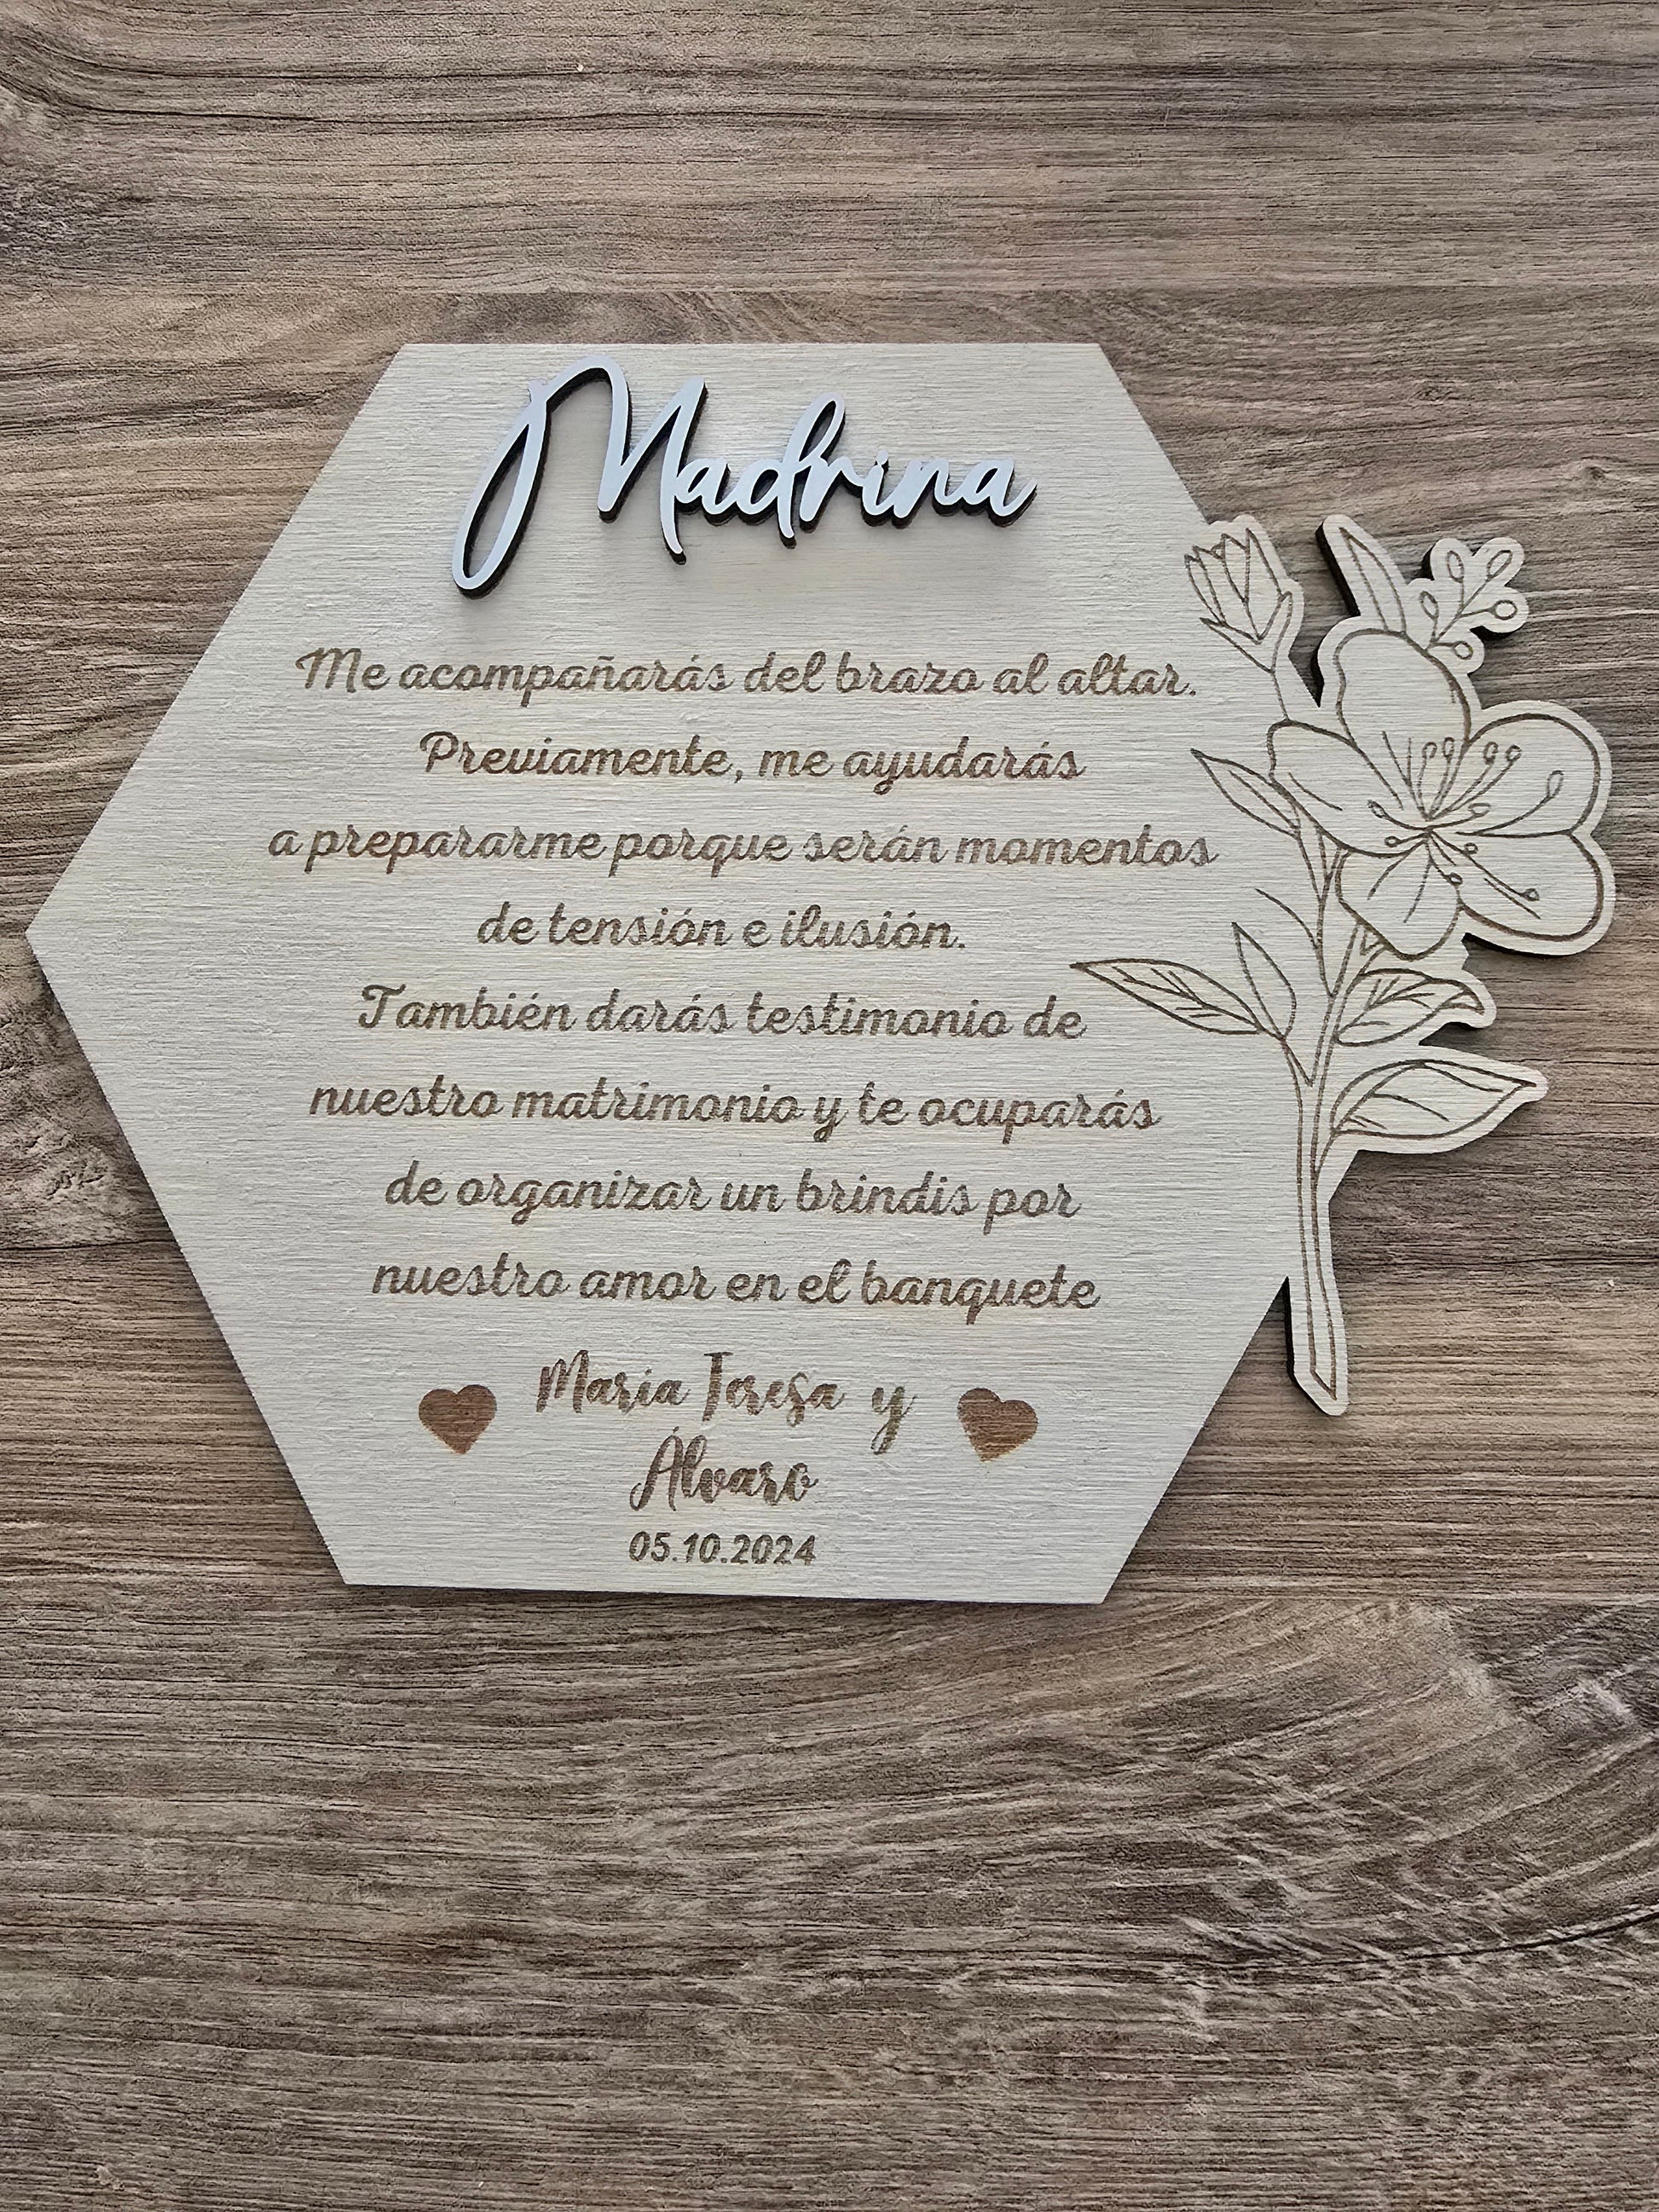 Madrina
Me acompañarás del brazo al altar.
Previamente, me ayudarás
a prepararme porque serán momentos
de tensión e ilusión.
También darás testimonio de
nuestro matrimonio y te ocuparás
de organizar un brindis por
nuestro amor en el banquete
María Teresa y
Álvaro
05.10.2024